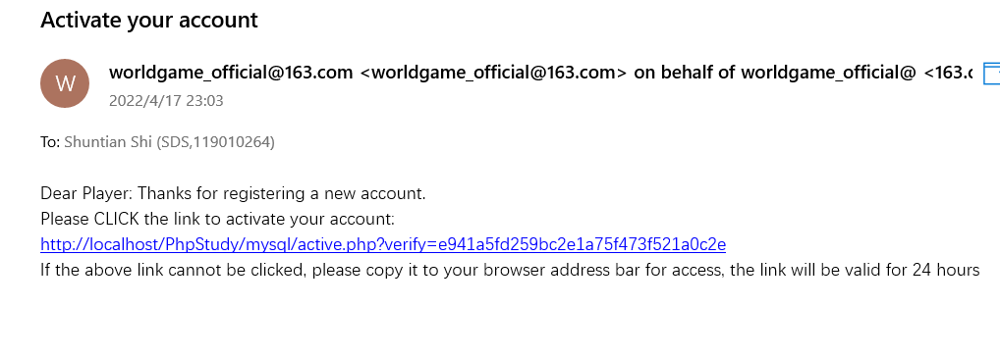 Activate your account
W
worldgame_official@163.com <worldgame_official@163.com> on behalf of worldgame_official@ <163.c
2022/4/17 23:03
To: Shuntian Shi (SDS,119010264)
Dear Player: Thanks for registering a new account.
Please CLICK the link to activate your account:
http://localhost/PhpStudy/mysql/active.php?verify=e941a5fd259bc2e1a75f473f521a0c2e
If the above link cannot be clicked, please copy it to your browser address bar for access, the link will be valid for 24 hours